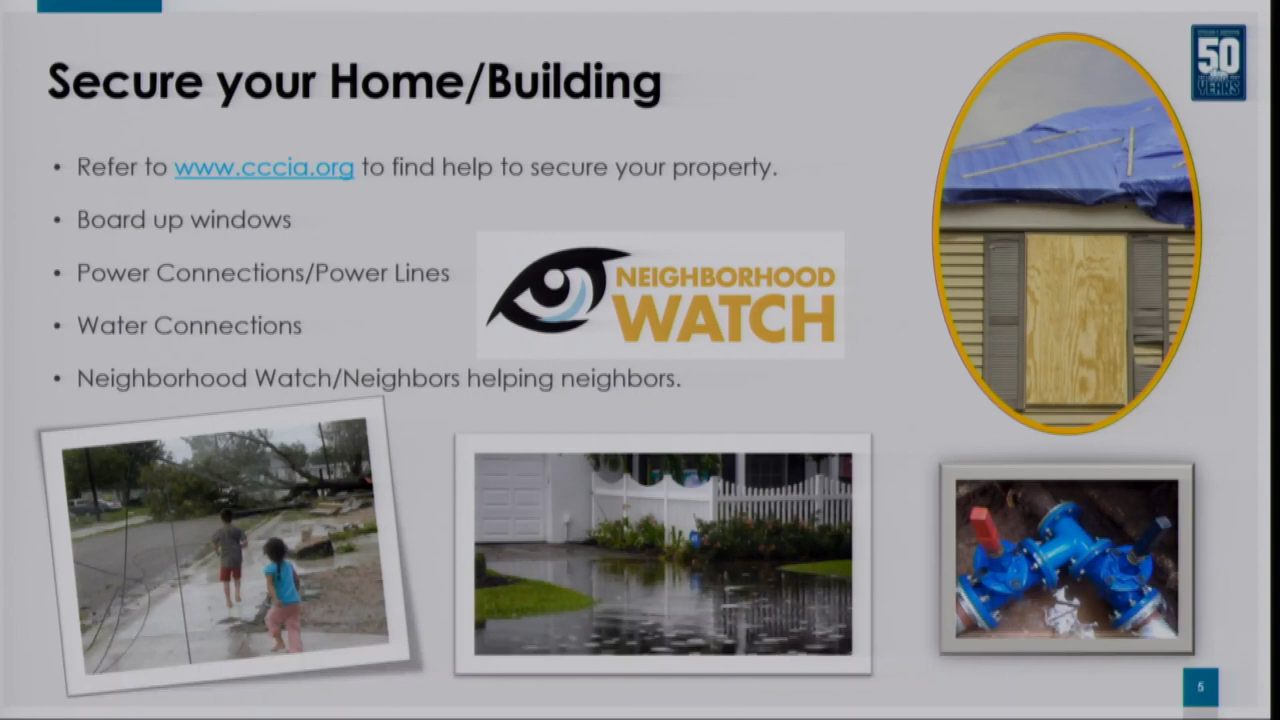 Secure your Home/Building
50
YEARS
• Refer to www.cccia.org to find help to secure your property.
• Board up windows
• Power Connections/Power Lines
• Water Connections
• Neighborhood Watch/Neighbors helping neighbors.
NEIGHBORHOOD
WATCH